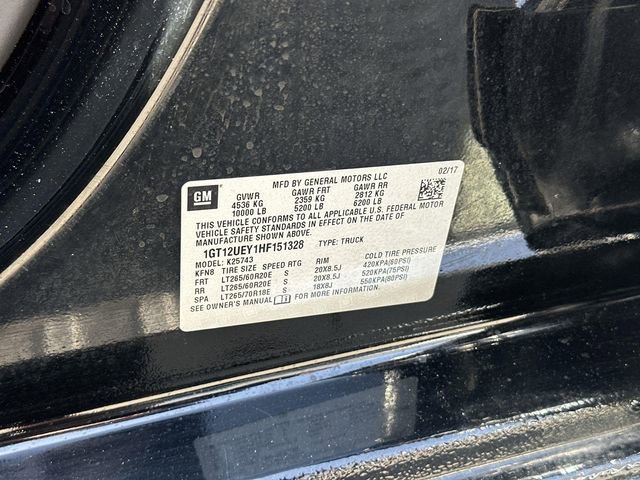 GM
MFD BY GENERAL MOTORS LLC 02/17
GVWR GAWR FRT GAWR RR
4536 KG 2359 KG 2812 KG
10000 LB 5200 LB 6200 LB
THIS VEHICLE CONFORMS TO ALL APPLICABLE U.S. FEDERAL MOTOR
VEHICLE SAFETY STANDARDS IN EFFECT ON THE DATE OF
MANUFACTURE SHOWN ABOVE.
1GT12UEY1HF151328 TYPE: TRUCK
MODEL: K25743
KFN8 TIRE SIZE SPEED RTG RIM COLD TIRE PRESSURE
FRT LT265/60R20E S 20X8.5J 420KPA(60PSI)
RR LT265/60R20E S 20X8.5J 520KPA(75PSI)
SPA LT265/70R18E S 18X8J 550KPA(80PSI)
SEE OWNER'S MANUAL FOR MORE INFORMATION.